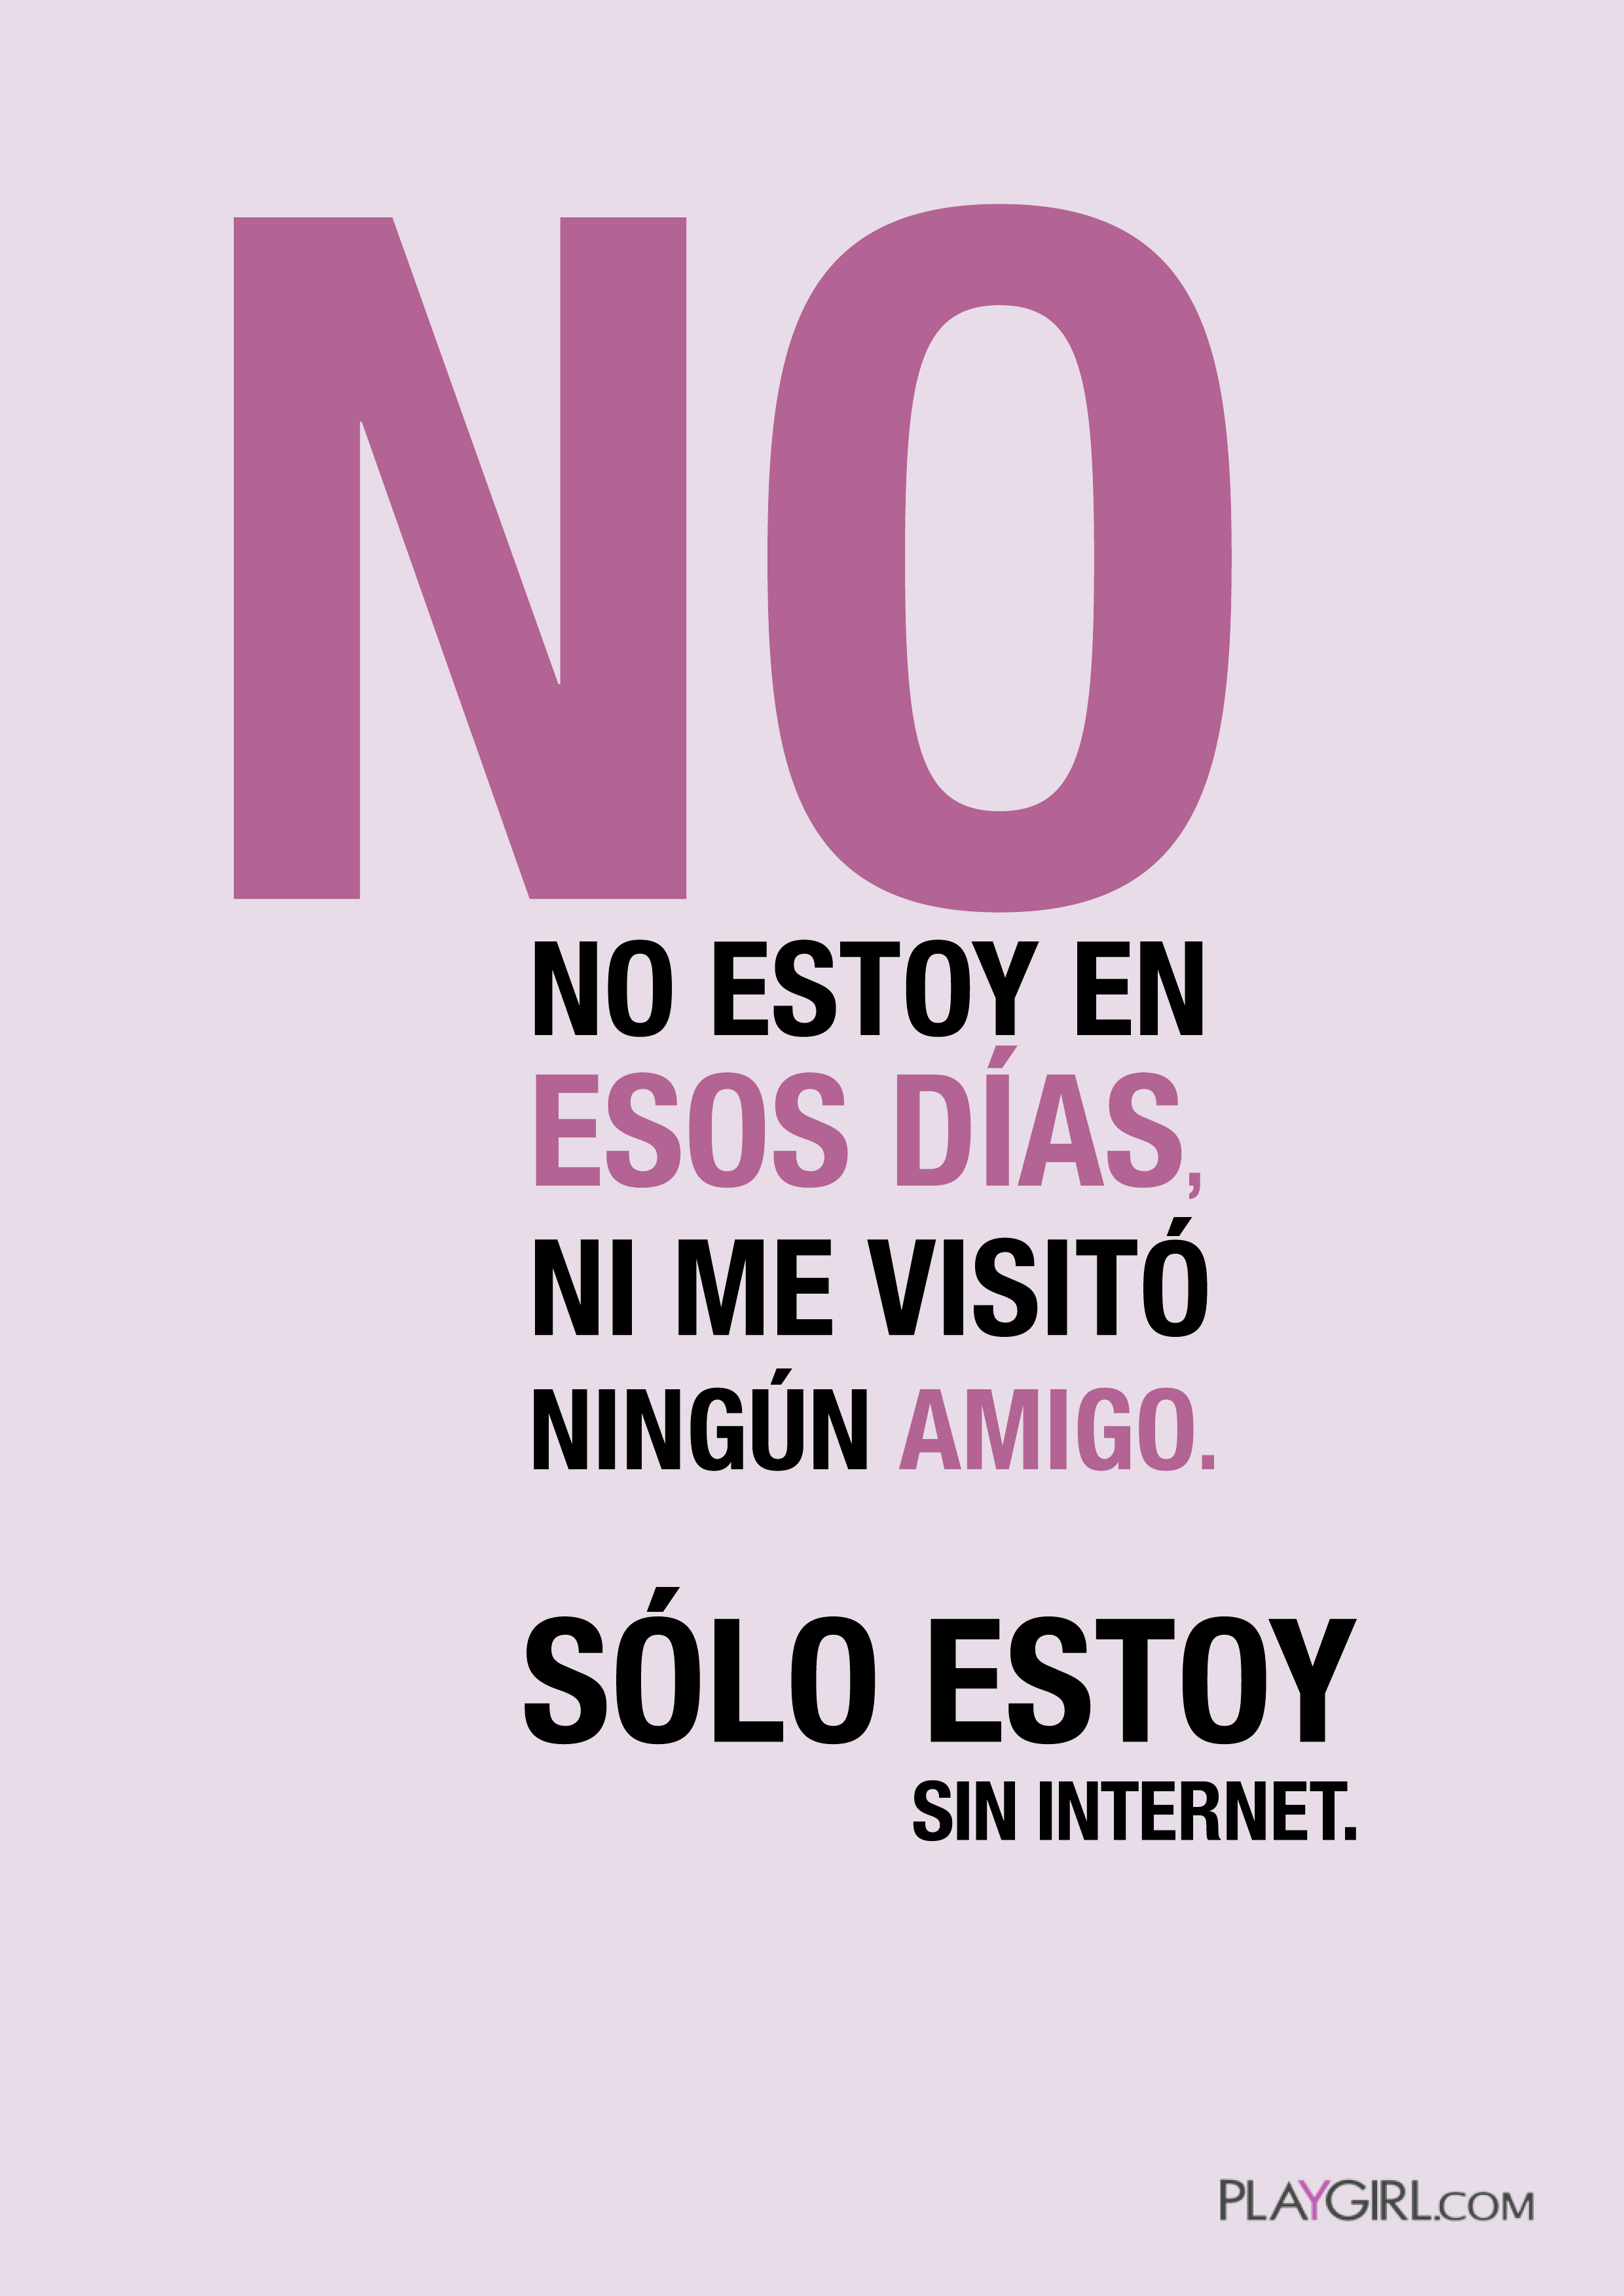 NO
NO ESTOY EN
ESOS DÍAS,
NI ME VISITÓ
NINGÚN AMIGO.
SÓLO ESTOY
SIN INTERNET.
PLAYGIRL.COM